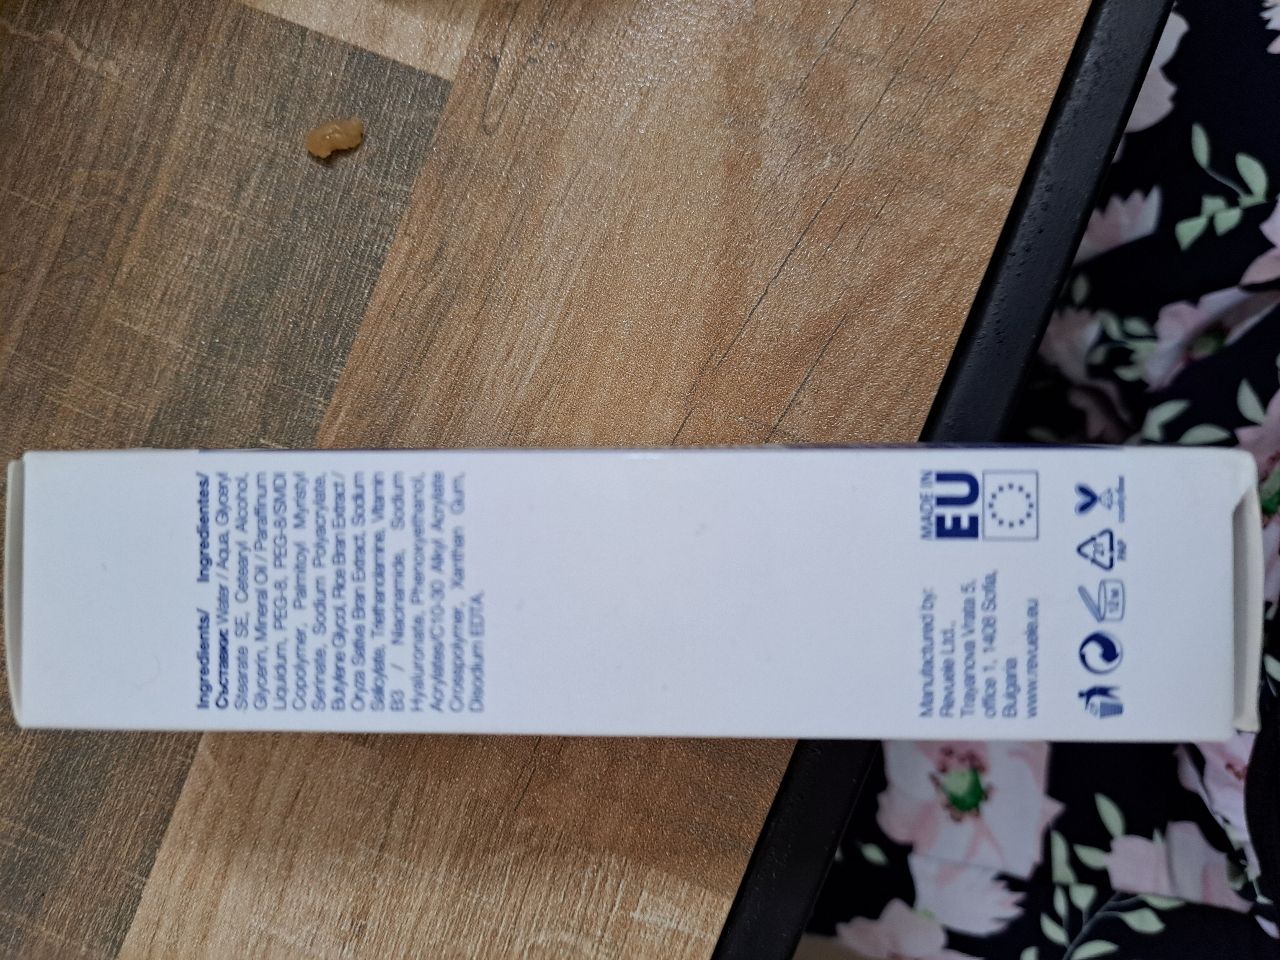 Ingredients/ Ingredientes/
Съставки: Water / Aqua, Glyceryl
Stearate SE, Cetearyl Alcohol,
Glycerin, Mineral Oil / Paraffinum
Liquidum, PEG-8, PEG-8/SMDI
Copolymer, Palmitoyl Myristyl
Serinate, Sodium Polyacrylate,
Butylene Glycol, Rice Bran Extract /
Oryza Sativa Bran Extract, Sodium
Salicylate, Triethanolamine, Vitamin
B3 / Niacinamide, Sodium
Hyaluronate, Phenoxyethanol,
Acrylates/C10-30 Alkyl Acrylate
Crosspolymer, Xanthan Gum,
Disodium EDTA.
Manufactured by:
Revuele Ltd.,
Trayanova Vrata 5,
office 1, 1408 Sofia,
Bulgaria
www.revuele.eu
MADE IN
EU
12 M
21
PAP